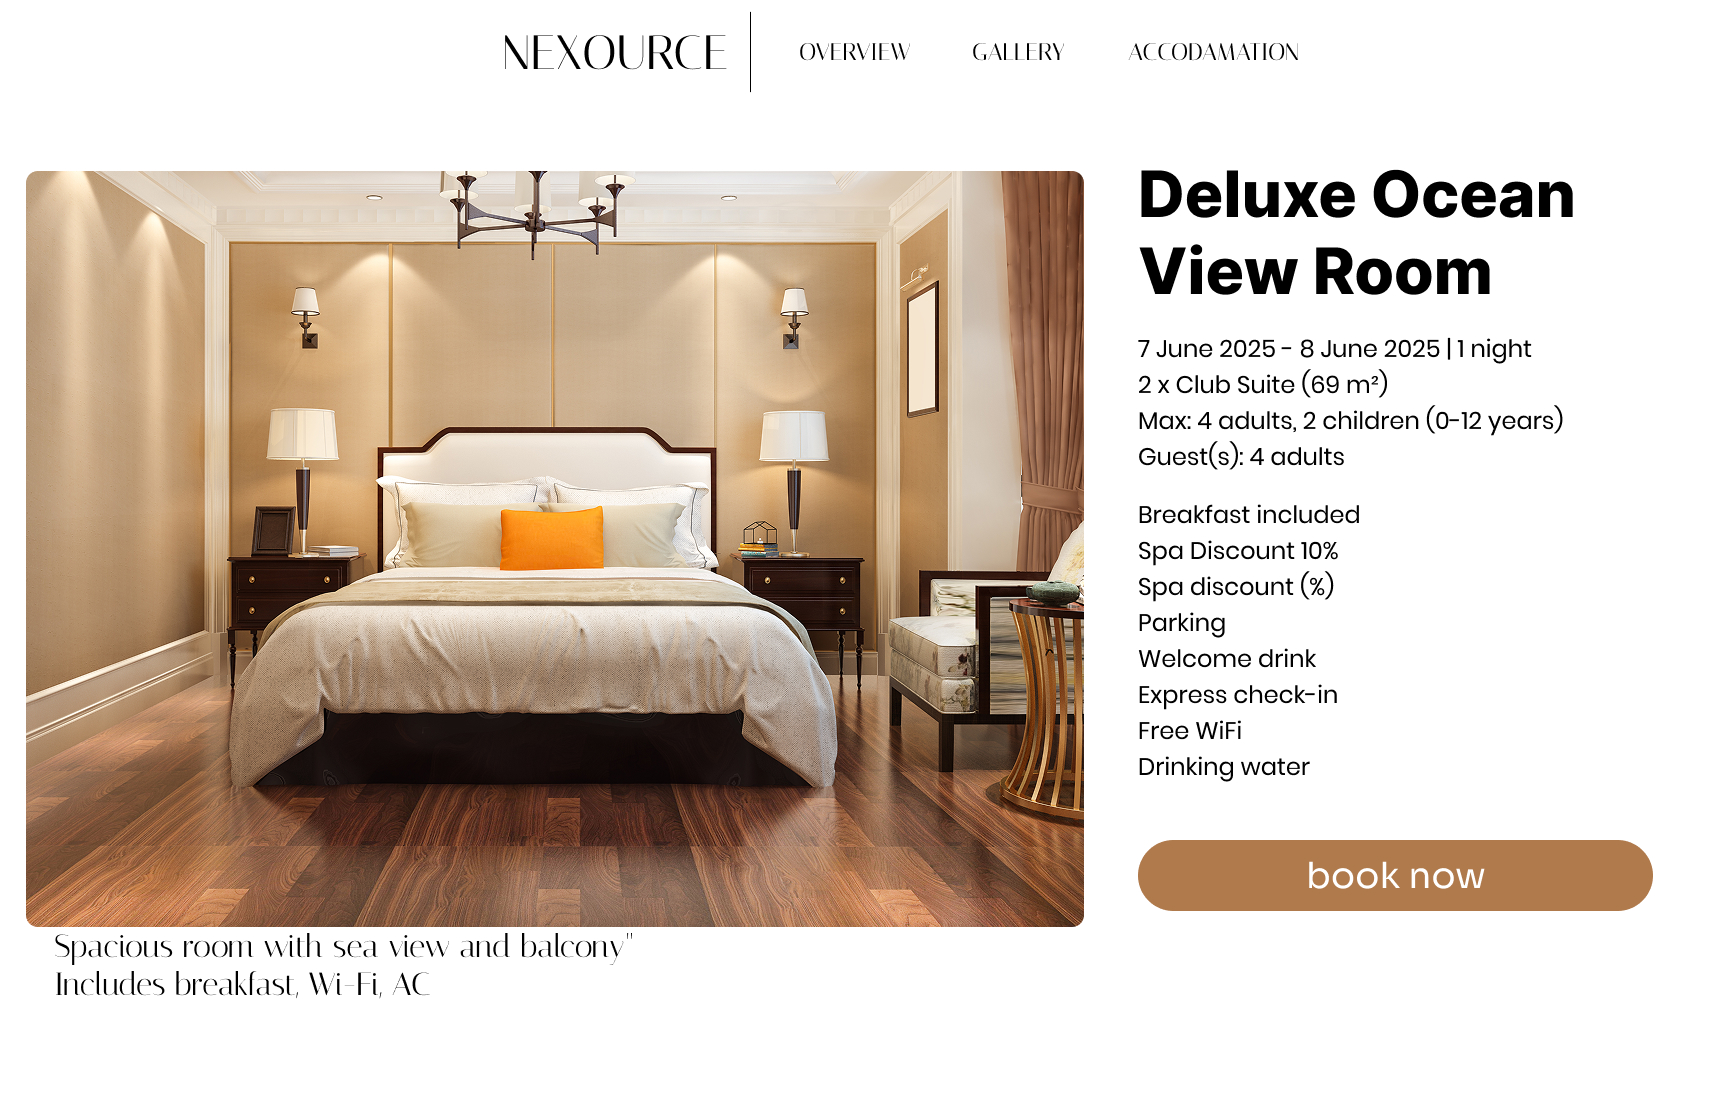 NEXOURCE
OVERVIEW
GALLERY
ACCODAMATION
Deluxe Ocean
View Room
7 June 2025 - 8 June 2025 | 1 night
2 x Club Suite (69 m²)
Max: 4 adults, 2 children (0-12 years)
Guest(s): 4 adults
Breakfast included
Spa Discount 10%
Spa discount (%)
Parking
Welcome drink
Express check-in
Free WiFi
Drinking water
book now
Spacious room with sea view and balcony"
Includes breakfast, Wi-Fi, AC